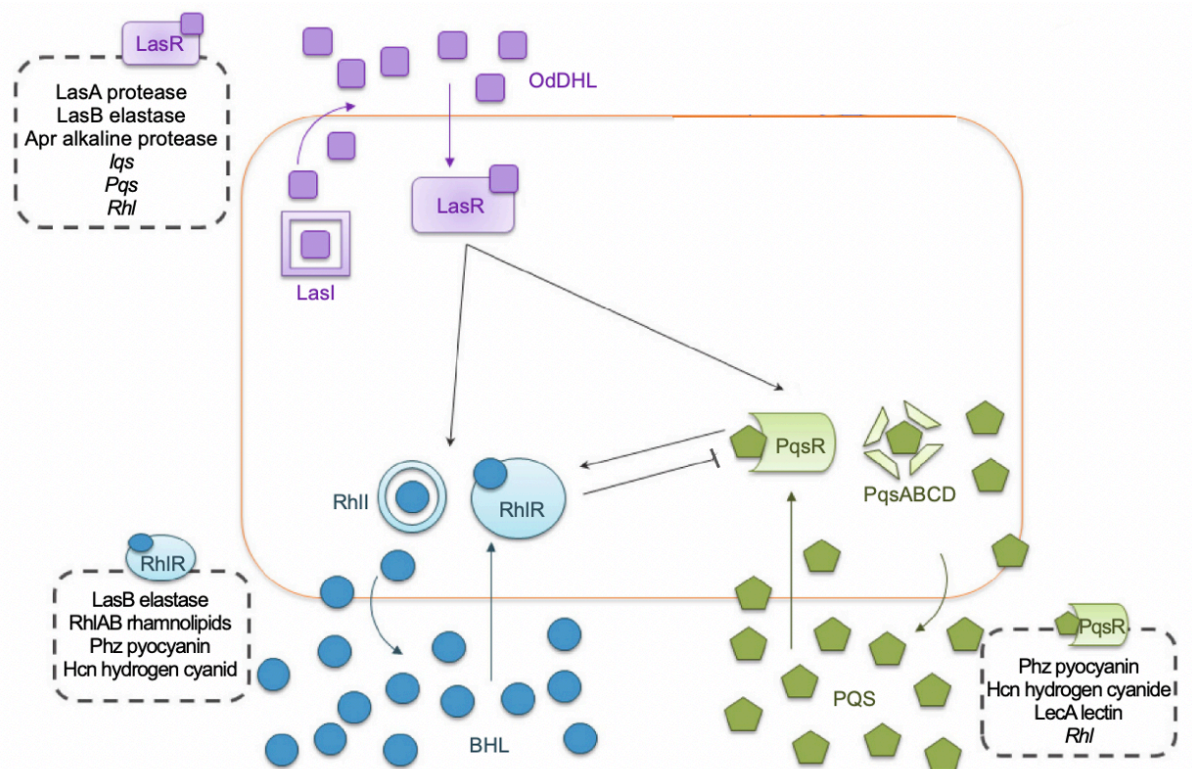 LasR
LasA protease
LasB elastase
Apr alkaline protease
Iqs
Pqs
Rhl
OdDHL
LasR
LasI
PqsR
PqsABCD
RhlI
RhlR
RhlR
LasB elastase
RhlAB rhamnolipids
Phz pyocyanin
Hcn hydrogen cyanid
BHL
PQS
PqsR
Phz pyocyanin
Hcn hydrogen cyanide
LecA lectin
Rhl